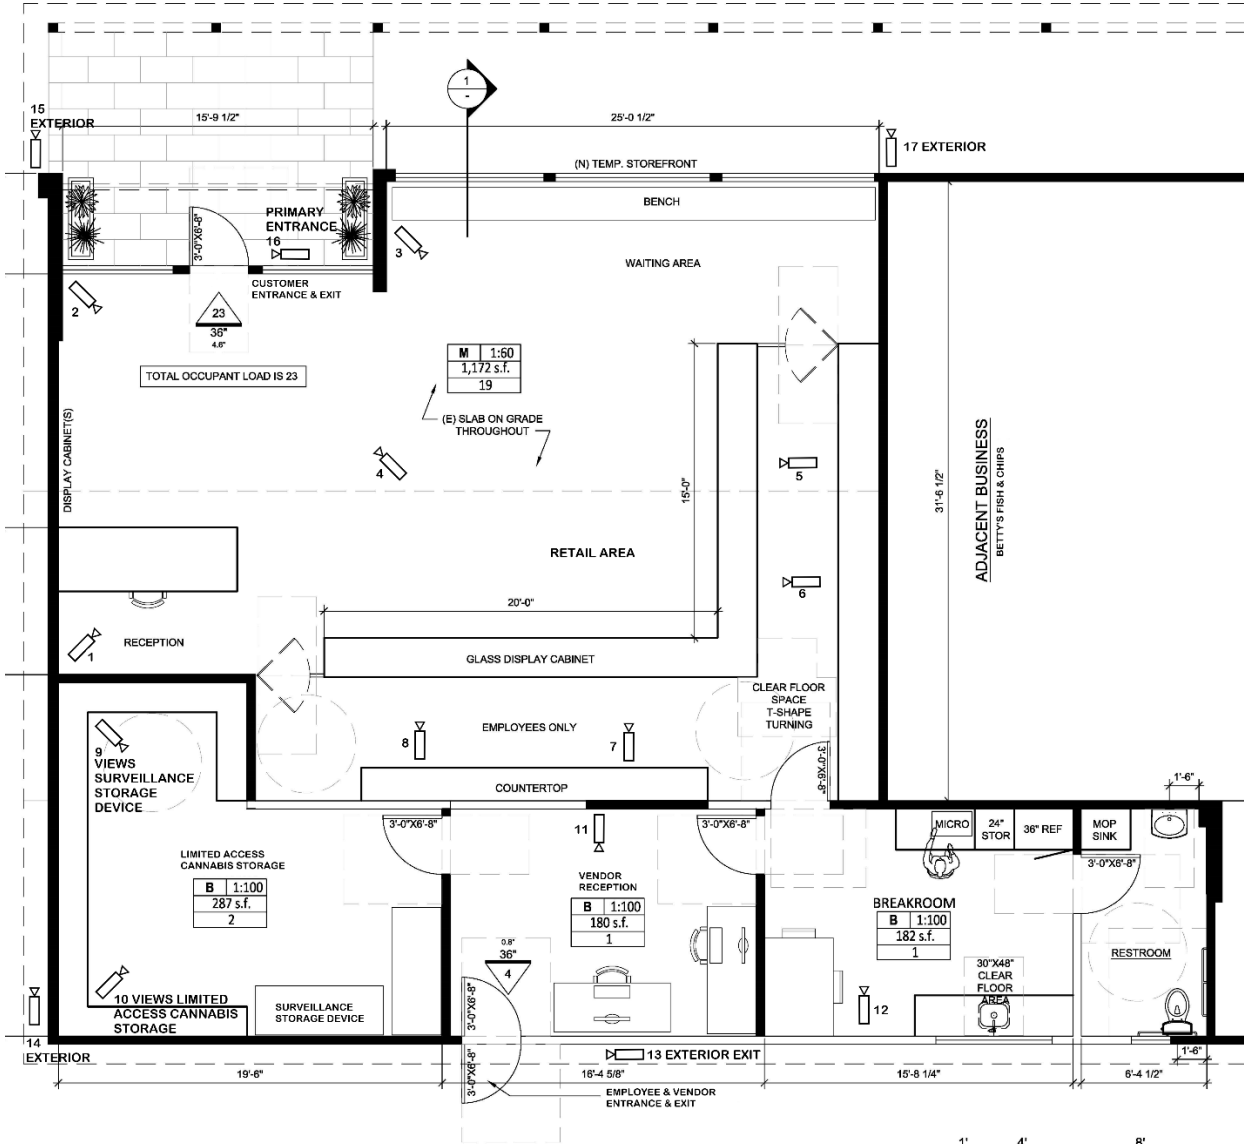 1
-
15
EXTERIOR
15'-9 1/2"
25'-0 1/2"
17 EXTERIOR
(N) TEMP. STOREFRONT
BENCH
3'-0"X6'-8"
PRIMARY
ENTRANCE
16
3
WAITING AREA
CUSTOMER
ENTRANCE & EXIT
2
23
36"
4.6"
M 1:60
1,172 s.f.
19
TOTAL OCCUPANT LOAD IS 23
(E) SLAB ON GRADE
THROUGHOUT
DISPLAY CABINET(S)
4
5
15'-0"
31'-6 1/2"
ADJACENT BUSINESS
BETTY'S FISH & CHIPS
RETAIL AREA
6
20'-0"
RECEPTION
1
GLASS DISPLAY CABINET
CLEAR FLOOR
SPACE
T-SHAPE
TURNING
EMPLOYEES ONLY
8
7
9
VIEWS
SURVEILLANCE
STORAGE
DEVICE
3'-0"X6'-8"
COUNTERTOP
1'-6"
3'-0"X6'-8"
11
3'-0"X6'-8"
MICRO
24"
STOR
36" REF
MOP
SINK
3'-0"X6'-8"
LIMITED ACCESS
CANNABIS STORAGE
B 1:100
287 s.f.
2
VENDOR
RECEPTION
B 1:100
180 s.f.
1
BREAKROOM
B 1:100
182 s.f.
1
0.8"
36"
4
RESTROOM
30"X48"
CLEAR
FLOOR
AREA
10 VIEWS LIMITED
ACCESS CANNABIS
STORAGE
SURVEILLANCE
STORAGE DEVICE
3'-0"X6'-8"
12
14
EXTERIOR
13 EXTERIOR EXIT
1'-6"
3'-0"X6'-8"
19'-6"
16'-4 5/8"
15'-8 1/4"
6'-4 1/2"
EMPLOYEE & VENDOR
ENTRANCE & EXIT
1' 4' 8'